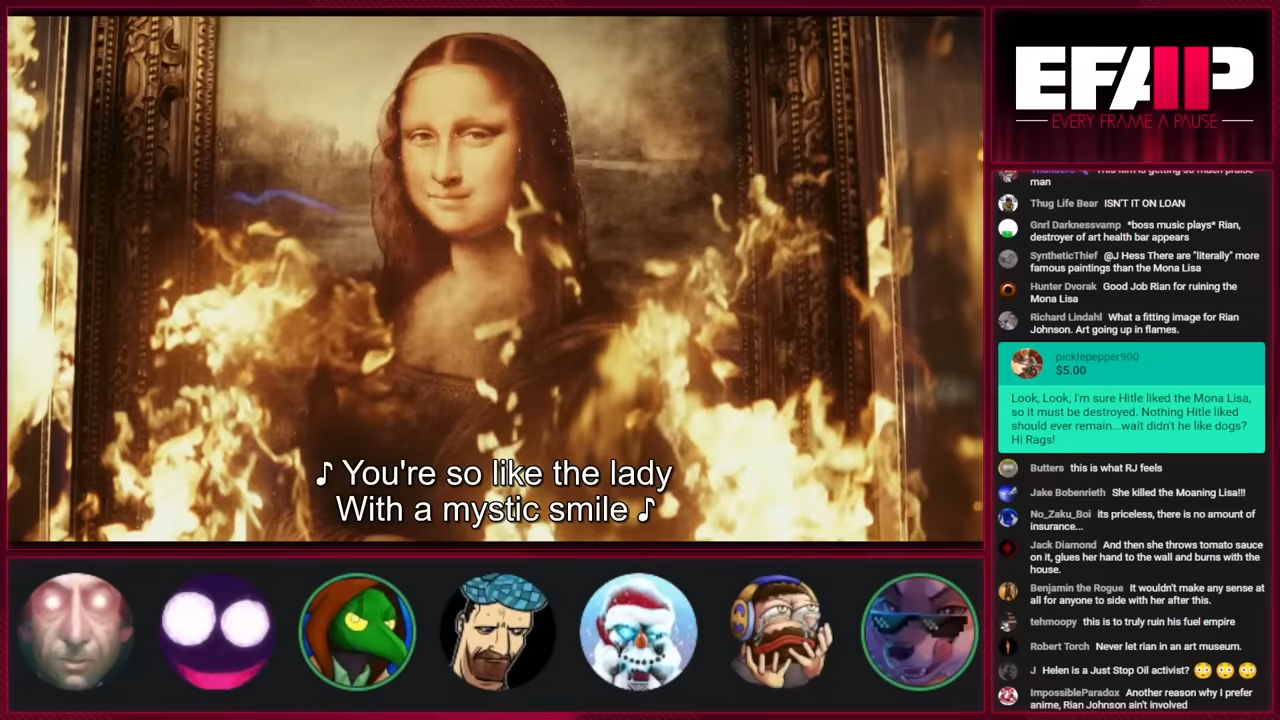 ♪ You're so like the lady
With a mystic smile ♪
EFAP
EVERY FRAME A PAUSE
This film is getting so much praise
man
Thug Life Bear ISN'T IT ON LOAN
Gnrl Darknessvamp *boss music plays* Rian,
destroyer of art health bar appears
SyntheticThief @J Hess There are "literally" more
famous paintings than the Mona Lisa
Hunter Dvorak Good Job Rian for ruining the
Mona Lisa
Richard Lindahl What a fitting image for Rian
Johnson. Art going up in flames.
picklepepper900
$5.00
Look, Look, I'm sure Hitle liked the Mona Lisa,
so it must be destroyed. Nothing Hitle liked
should ever remain...wait didn't he like dogs?
Hi Rags!
Butters this is what RJ feels
Jake Bobenrieth She killed the Moaning Lisa!!!
No_Zaku_Boi its priceless, there is no amount of
insurance...
Jack Diamond And then she throws tomato sauce
on it, glues her hand to the wall and burns with the
house.
Benjamin the Rogue It wouldn't make any sense at
all for anyone to side with her after this.
tehmoopy this is to truly ruin his fuel empire
Robert Torch Never let rian in an art museum.
J Helen is a Just Stop Oil activist? 😳 😳 😳
ImpossibleParadox Another reason why I prefer
anime, Rian Johnson ain't involved